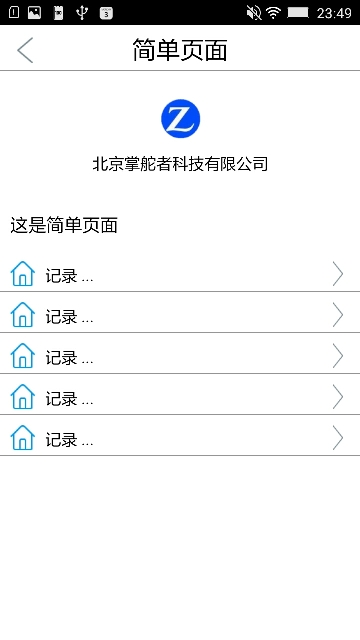 3
23:49
简单页面
Z
北京掌舵者科技有限公司
这是简单页面
记录 ...
记录 ...
记录 ...
记录 ...
记录 ...